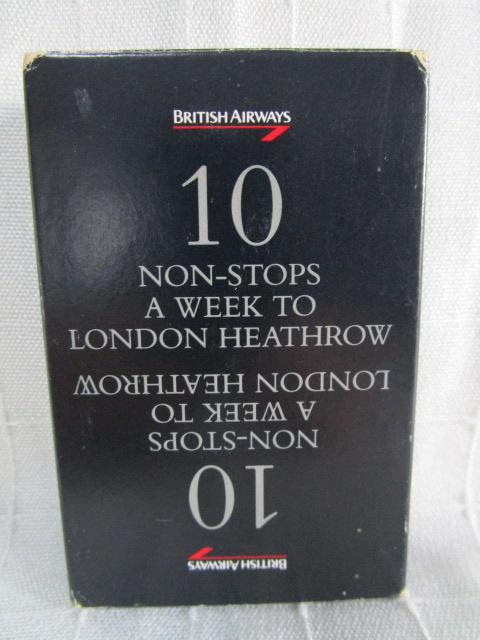 BRITISH AIRWAYS
10
NON-STOPS
A WEEK TO
LONDON HEATHROW
LONDON HEATHROW
A WEEK TO
NON-STOPS
10
BRITISH AIRWAYS